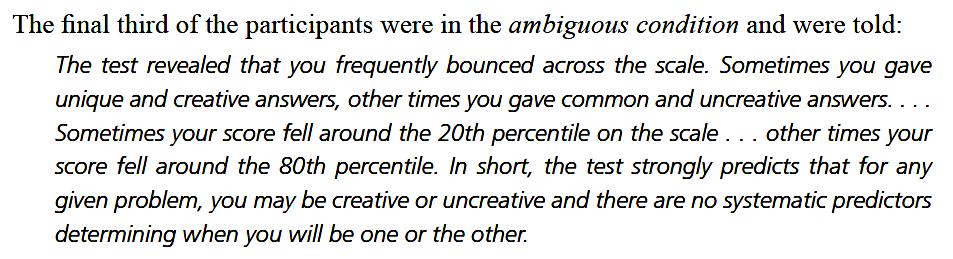 The final third of the participants were in the ambiguous condition and were told:
The test revealed that you frequently bounced across the scale. Sometimes you gave
unique and creative answers, other times you gave common and uncreative answers. . . .
Sometimes your score fell around the 20th percentile on the scale . . . other times your
score fell around the 80th percentile. In short, the test strongly predicts that for any
given problem, you may be creative or uncreative and there are no systematic predictors
determining when you will be one or the other.